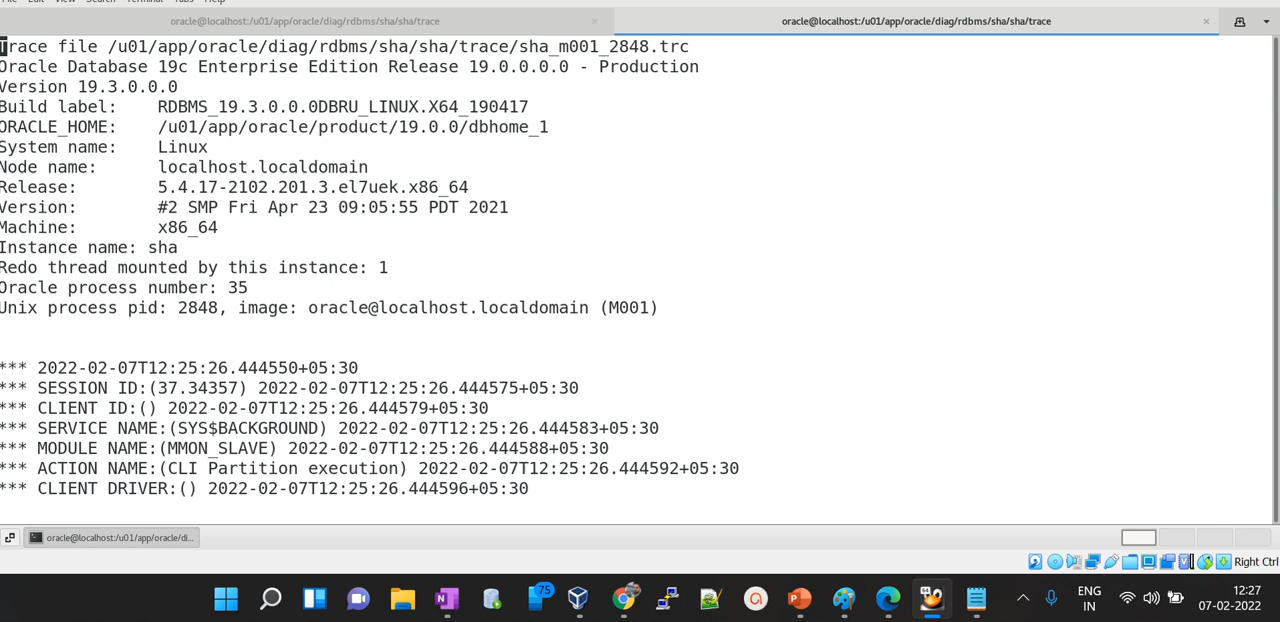 File Edit View Search Terminal Tabs Help
oracle@localhost:/u01/app/oracle/diag/rdbms/sha/sha/trace
oracle@localhost:/u01/app/oracle/diag/rdbms/sha/sha/trace
Trace file /u01/app/oracle/diag/rdbms/sha/sha/trace/sha_m001_2848.trc
Oracle Database 19c Enterprise Edition Release 19.0.0.0.0 - Production
Version 19.3.0.0.0
Build label:    RDBMS_19.3.0.0.0DBRU_LINUX.X64_190417
ORACLE_HOME:    /u01/app/oracle/product/19.0.0/dbhome_1
System name:    Linux
Node name:      localhost.localdomain
Release:        5.4.17-2102.201.3.el7uek.x86_64
Version:        #2 SMP Fri Apr 23 09:05:55 PDT 2021
Machine:        x86_64
Instance name: sha
Redo thread mounted by this instance: 1
Oracle process number: 35
Unix process pid: 2848, image: oracle@localhost.localdomain (M001)
*** 2022-02-07T12:25:26.444550+05:30
*** SESSION ID:(37.34357) 2022-02-07T12:25:26.444575+05:30
*** CLIENT ID:() 2022-02-07T12:25:26.444579+05:30
*** SERVICE NAME:(SYS$BACKGROUND) 2022-02-07T12:25:26.444583+05:30
*** MODULE NAME:(MMON_SLAVE) 2022-02-07T12:25:26.444588+05:30
*** ACTION NAME:(CLI Partition execution) 2022-02-07T12:25:26.444592+05:30
*** CLIENT DRIVER:() 2022-02-07T12:25:26.444596+05:30
oracle@localhost:/u01/app/oracle/di...
Right Ctrl
75
ENG
IN
12:27
07-02-2022